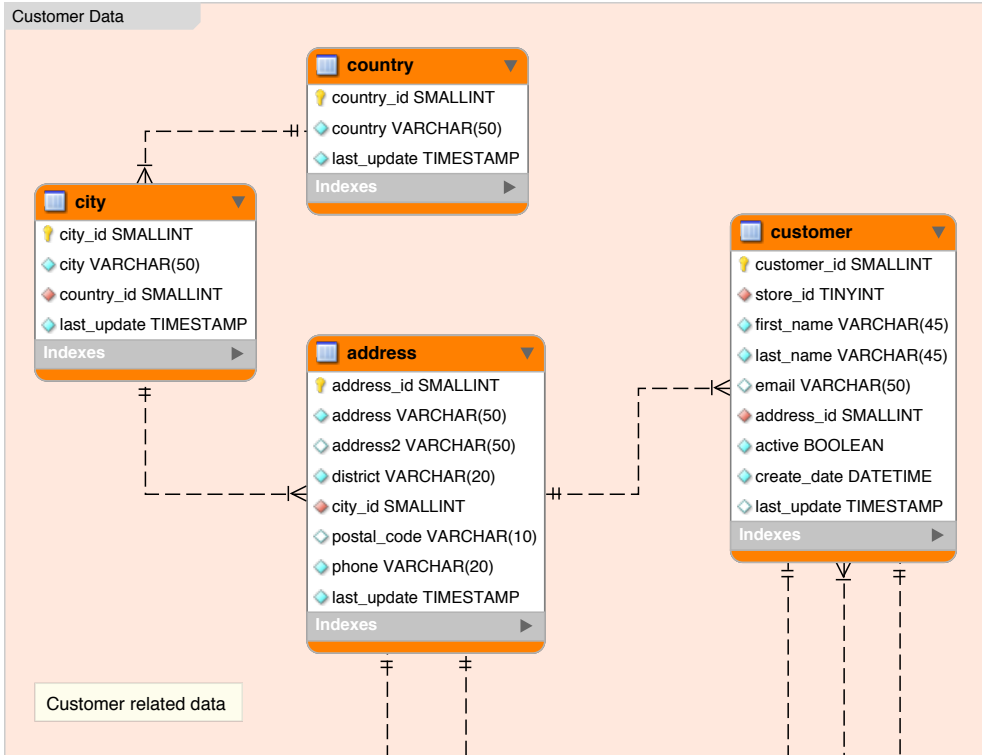 Customer Data
country
country_id SMALLINT
country VARCHAR(50)
last_update TIMESTAMP
Indexes
city
city_id SMALLINT
city VARCHAR(50)
country_id SMALLINT
last_update TIMESTAMP
Indexes
address
address_id SMALLINT
address VARCHAR(50)
address2 VARCHAR(50)
district VARCHAR(20)
city_id SMALLINT
postal_code VARCHAR(10)
phone VARCHAR(20)
last_update TIMESTAMP
Indexes
customer
customer_id SMALLINT
store_id TINYINT
first_name VARCHAR(45)
last_name VARCHAR(45)
email VARCHAR(50)
address_id SMALLINT
active BOOLEAN
create_date DATETIME
last_update TIMESTAMP
Indexes
Customer related data